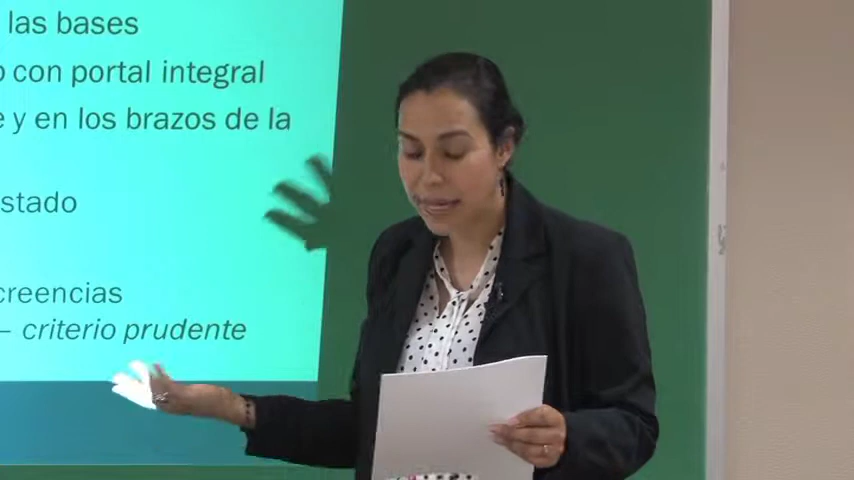 las bases
con portal integral
y en los brazos de la
stado
creencias
– criterio prudente